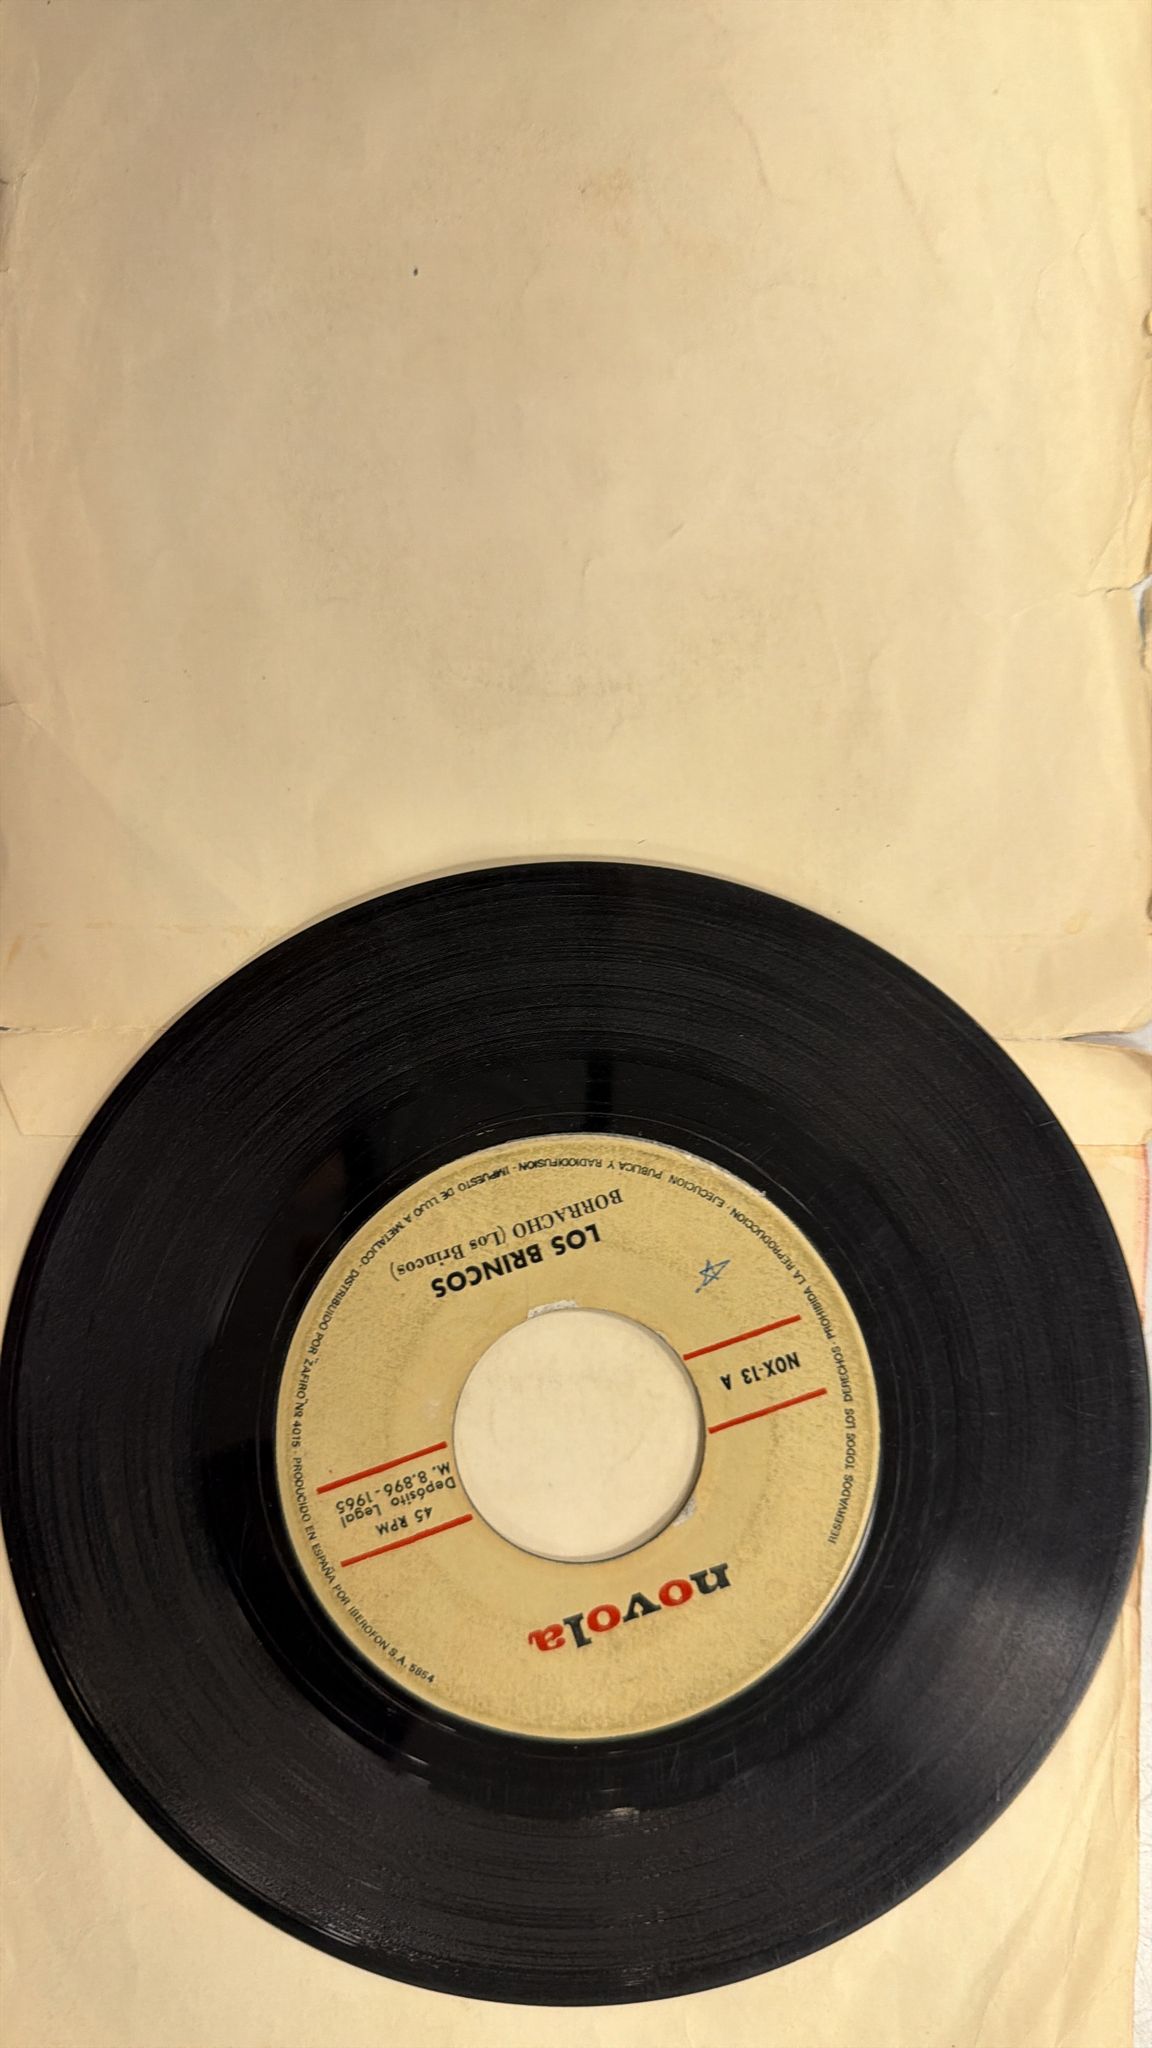 novola
NOX-13 A
45 RPM
Depósito Legal
M. 8.896 - 1965
LOS BRINCOS
BORRACHO (Los Brincos)
RESERVADOS TODOS LOS DERECHOS · PROHIBIDA LA REPRODUCCION · EJECUCION PUBLICA Y RADIODIFUSION · IMPUESTO DE LUJO A METALICO · DISTRIBUIDO POR "ZAFIRO" Nº 4015 · PRODUCIDO EN ESPAÑA POR IBEROFON S.A. 5854